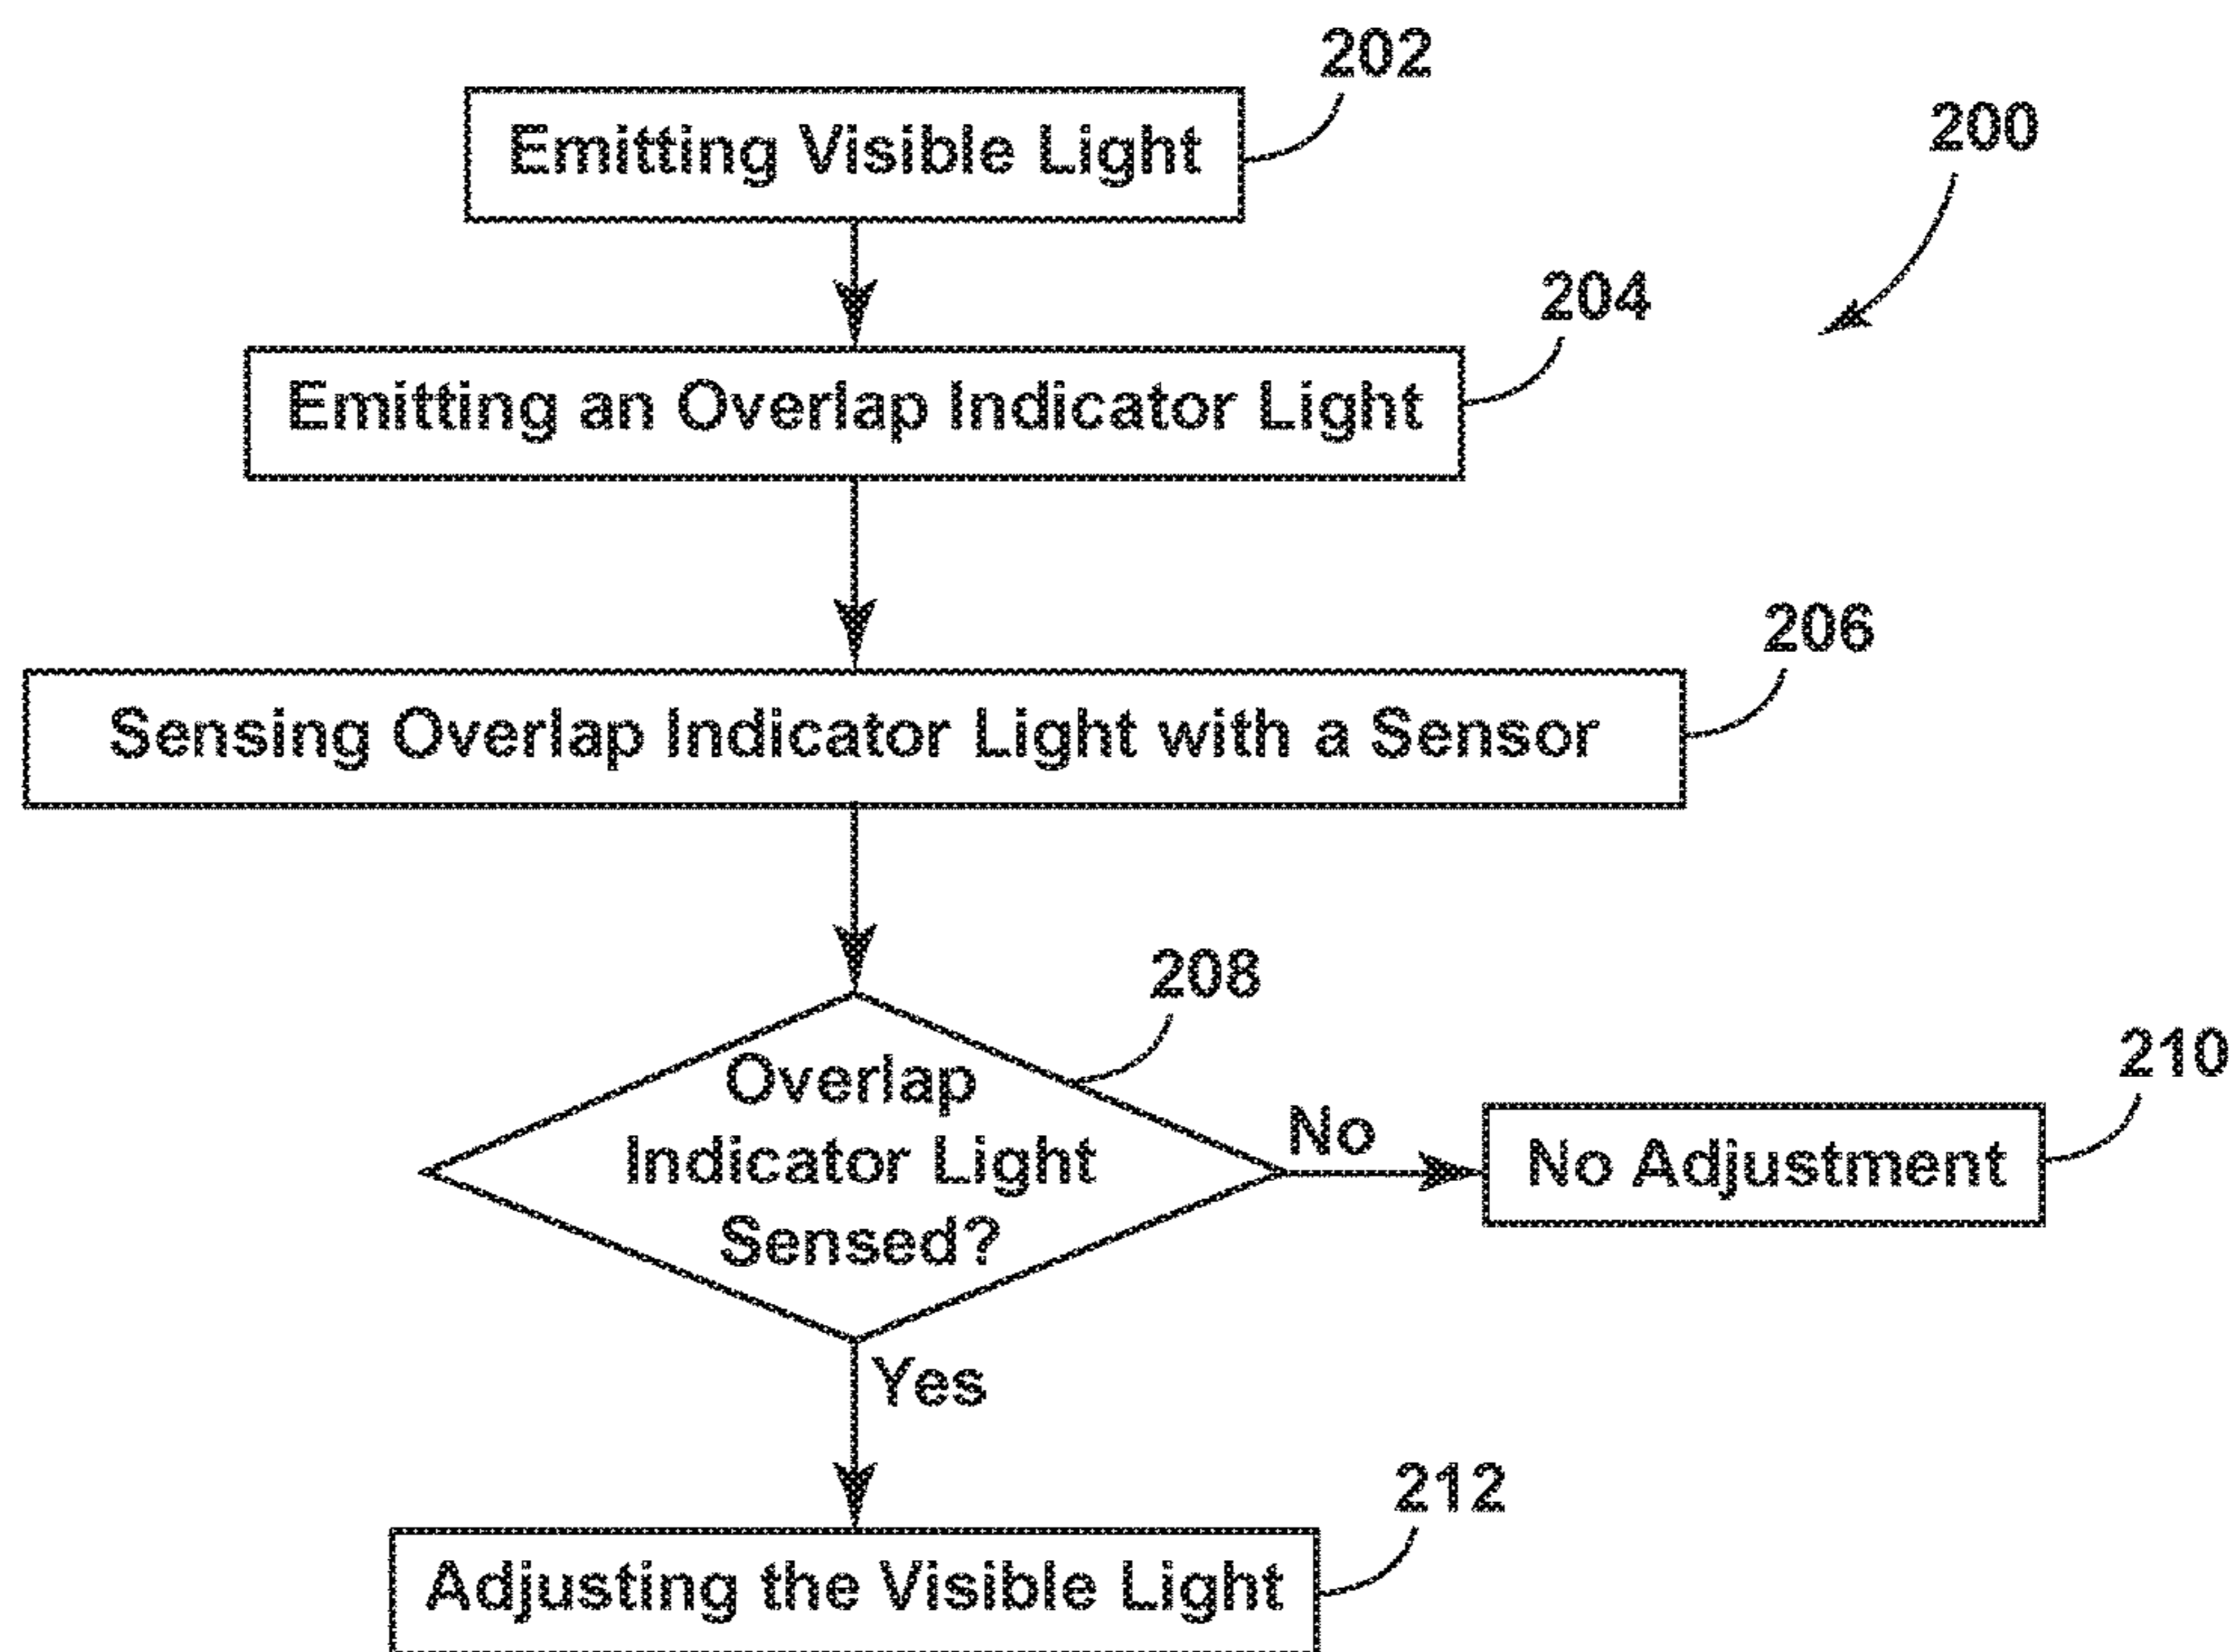 202
Emitting Visible Light
200
204
Emitting an Overlap Indicator Light
206
Sensing Overlap Indicator Light with a Sensor
208
Overlap
Indicator Light
Sensed?
No
210
No Adjustment
Yes
212
Adjusting the Visible Light